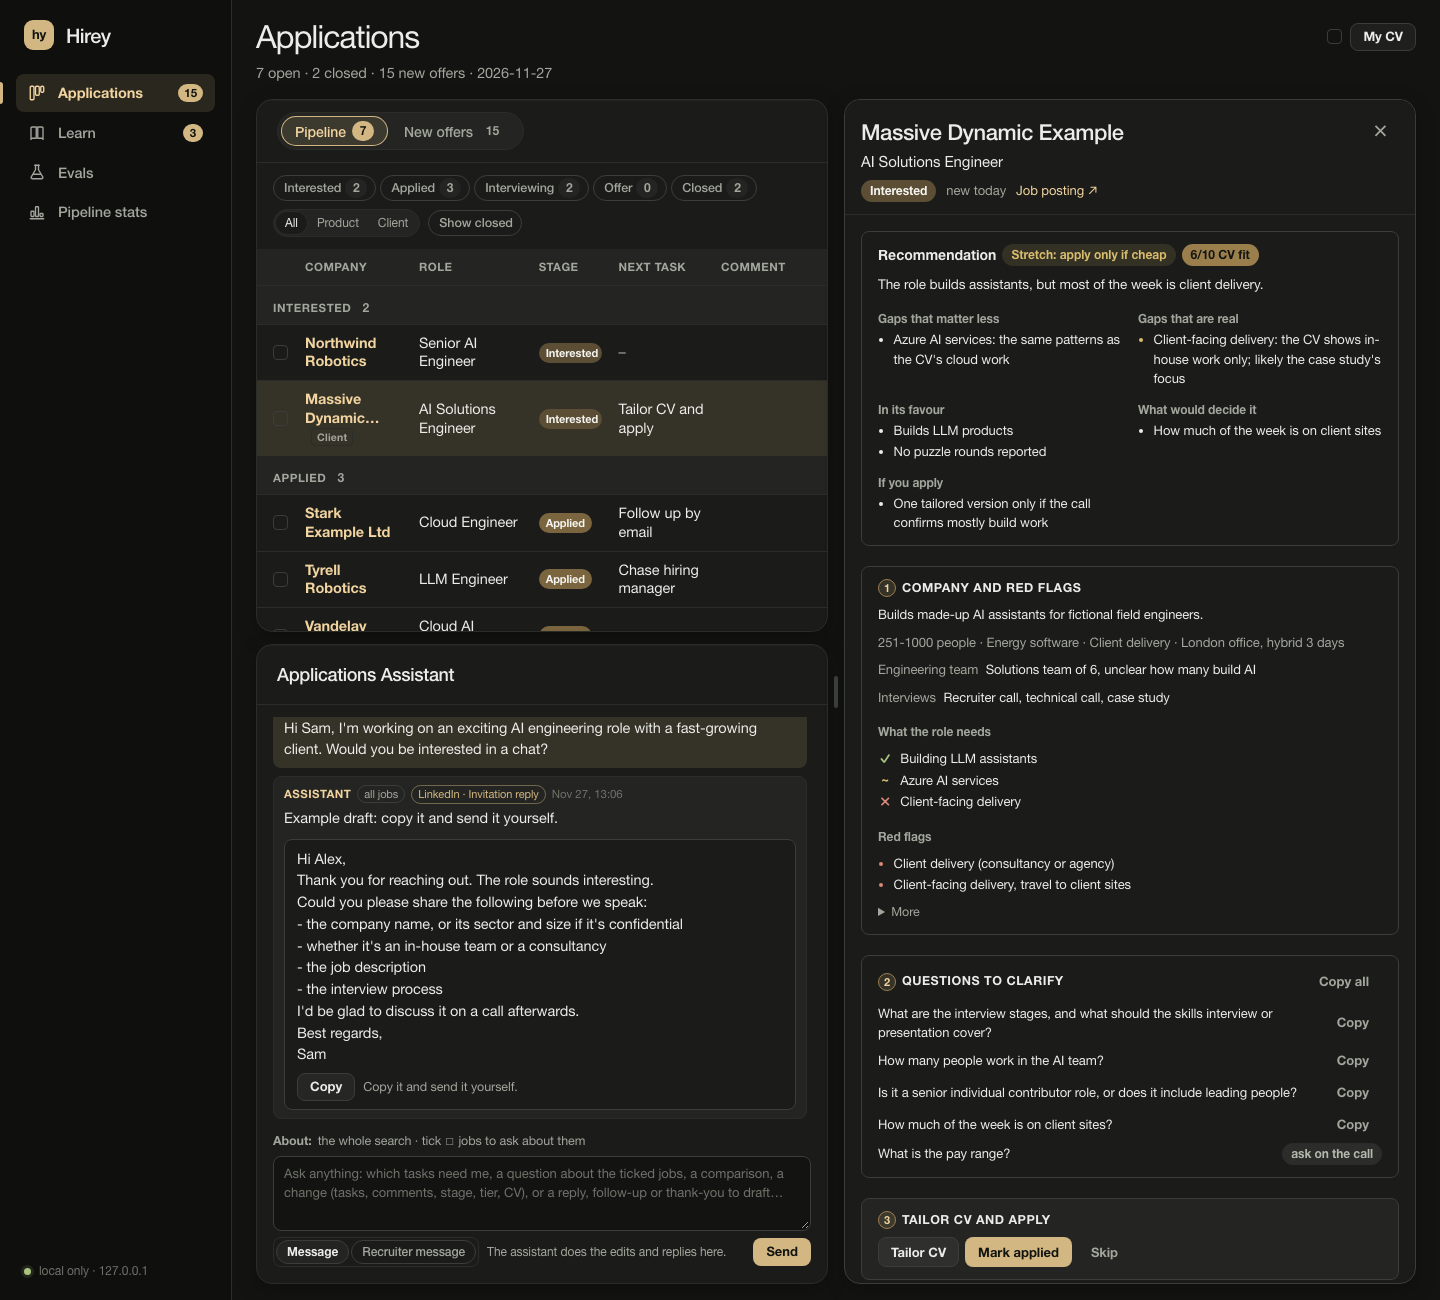 hy Hirey
Applications 15
Learn 3
Evals
Pipeline stats
local only · 127.0.0.1
Applications
7 open · 2 closed · 15 new offers · 2026-11-27
My CV
Pipeline 7 New offers 15
Interested 2 Applied 3 Interviewing 2 Offer 0 Closed 2
All Product Client Show closed
COMPANY ROLE STAGE NEXT TASK COMMENT
INTERESTED 2
Northwind
Robotics
Senior AI
Engineer
Interested
–
Massive
Dynamic…
Client
AI Solutions
Engineer
Interested
Tailor CV and
apply
APPLIED 3
Stark
Example Ltd
Cloud Engineer
Applied
Follow up by
email
Tyrell
Robotics
LLM Engineer
Applied
Chase hiring
manager
Vandelay
Cloud AI
Applications Assistant
Hi Sam, I'm working on an exciting AI engineering role with a fast-growing
client. Would you be interested in a chat?
ASSISTANT all jobs LinkedIn · Invitation reply Nov 27, 13:06
Example draft: copy it and send it yourself.
Hi Alex,
Thank you for reaching out. The role sounds interesting.
Could you please share the following before we speak:
- the company name, or its sector and size if it's confidential
- whether it's an in-house team or a consultancy
- the job description
- the interview process
I'd be glad to discuss it on a call afterwards.
Best regards,
Sam
Copy Copy it and send it yourself.
About: the whole search · tick □ jobs to ask about them
Ask anything: which tasks need me, a question about the ticked jobs, a comparison, a
change (tasks, comments, stage, tier, CV), or a reply, follow-up or thank-you to draft…
Message Recruiter message The assistant does the edits and replies here. Send
Massive Dynamic Example
AI Solutions Engineer
Interested new today Job posting ↗
Recommendation Stretch: apply only if cheap 6/10 CV fit
The role builds assistants, but most of the week is client delivery.
Gaps that matter less
• Azure AI services: the same patterns as
the CV's cloud work
Gaps that are real
• Client-facing delivery: the CV shows in-
house work only; likely the case study's
focus
In its favour
• Builds LLM products
• No puzzle rounds reported
What would decide it
• How much of the week is on client sites
If you apply
• One tailored version only if the call
confirms mostly build work
1 COMPANY AND RED FLAGS
Builds made-up AI assistants for fictional field engineers.
251-1000 people · Energy software · Client delivery · London office, hybrid 3 days
Engineering team Solutions team of 6, unclear how many build AI
Interviews Recruiter call, technical call, case study
What the role needs
✓ Building LLM assistants
~ Azure AI services
✕ Client-facing delivery
Red flags
• Client delivery (consultancy or agency)
• Client-facing delivery, travel to client sites
▶ More
2 QUESTIONS TO CLARIFY Copy all
What are the interview stages, and what should the skills interview or
presentation cover?
Copy
How many people work in the AI team? Copy
Is it a senior individual contributor role, or does it include leading people? Copy
How much of the week is on client sites? Copy
What is the pay range? ask on the call
3 TAILOR CV AND APPLY
Tailor CV Mark applied Skip